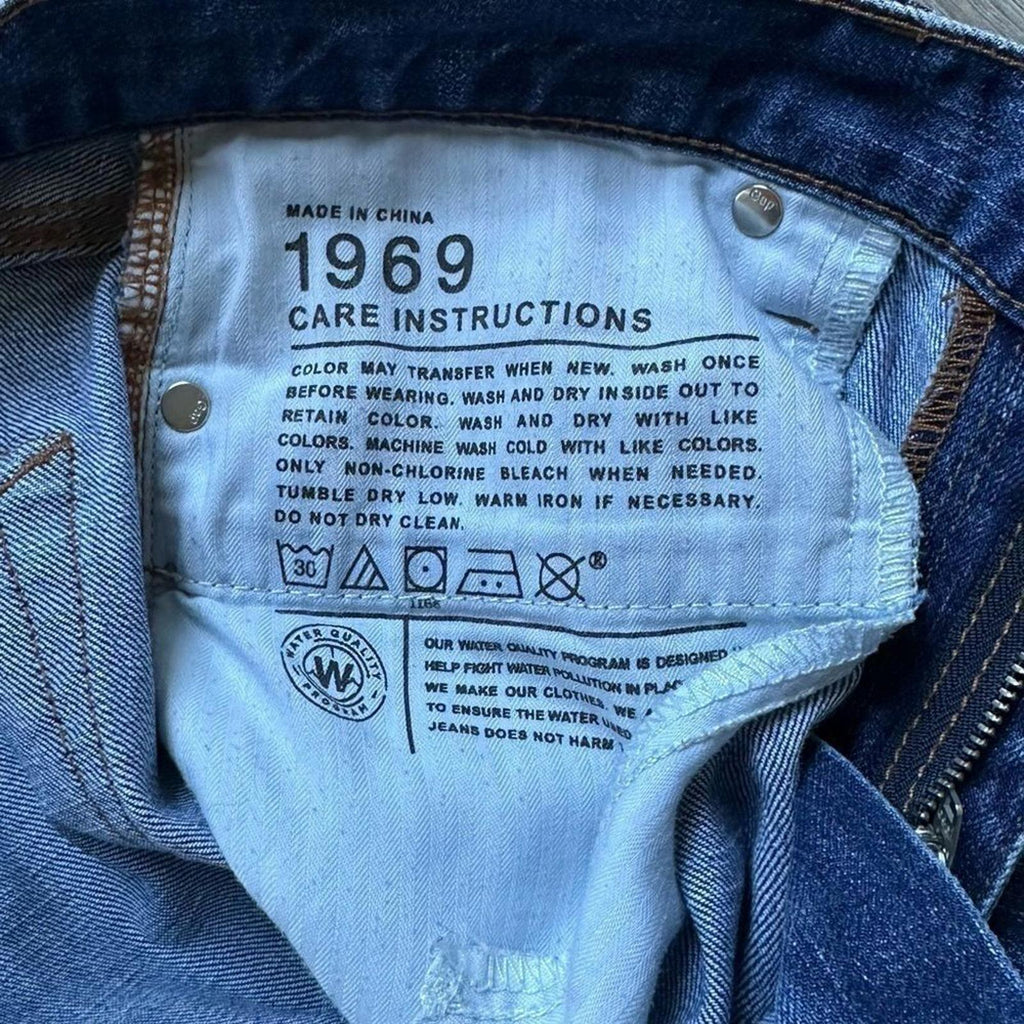 MADE IN CHINA
1969
CARE INSTRUCTIONS
COLOR MAY TRANSFER WHEN NEW. WASH ONCE
BEFORE WEARING. WASH AND DRY INSIDE OUT TO
RETAIN COLOR. WASH AND DRY WITH LIKE
COLORS. MACHINE WASH COLD WITH LIKE COLORS.
ONLY NON-CHLORINE BLEACH WHEN NEEDED.
TUMBLE DRY LOW. WARM IRON IF NECESSARY.
DO NOT DRY CLEAN.
30 ®
WATER QUALITY PROGRAM
W
OUR WATER QUALITY PROGRAM IS DESIGNED
HELP FIGHT WATER POLLUTION IN
WE MAKE OUR CLOTHES. WE
TO ENSURE THE WATER USED
JEANS DOES NOT HARM